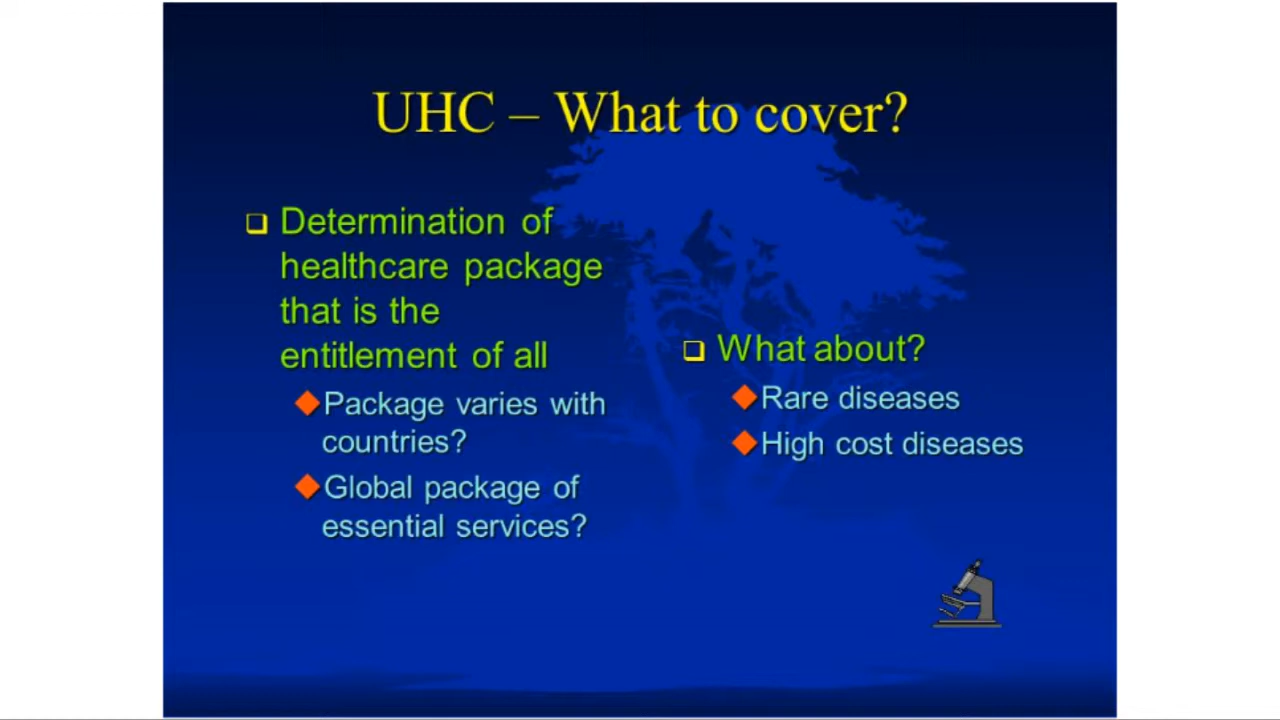 UHC – What to cover?
Determination of
healthcare package
that is the
entitlement of all
Package varies with
countries?
Global package of
essential services?
What about?
Rare diseases
High cost diseases